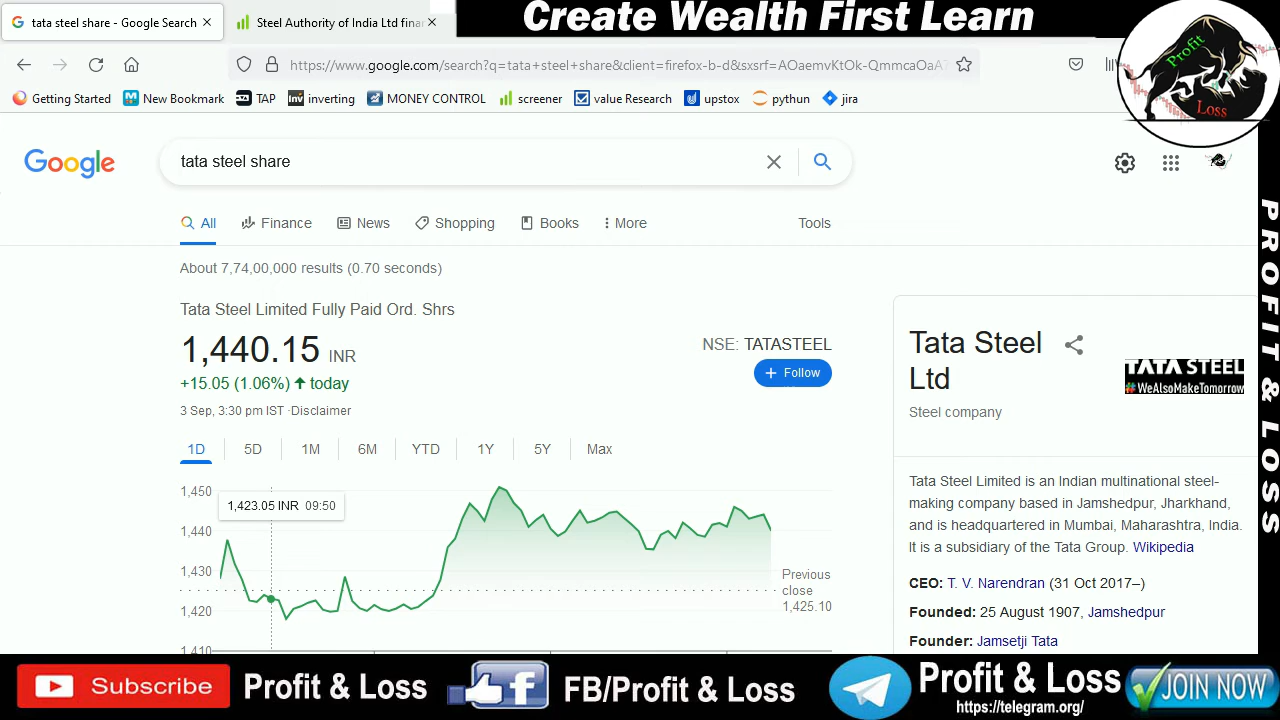 tata steel share - Google Search
Steel Authority of India Ltd finan
Create Wealth First Learn
https://www.google.com/search?q=tata+steel+share&client=firefox-b-d&sxsrf=AOaemvKtOk-QmmcaOaA7
Getting Started
New Bookmark
TAP
inverting
MONEYCONTROL
screener
value Research
upstox
python
jira
Profit
Loss
Google
tata steel share
All
Finance
News
Shopping
Books
More
Tools
About 7,74,00,000 results (0.70 seconds)
Tata Steel Limited Fully Paid Ord. Shrs
1,440.15 INR
NSE: TATASTEEL
+ Follow
+15.05 (1.06%) ↑ today
3 Sep, 3:30 pm IST · Disclaimer
1D 5D 1M 6M YTD 1Y 5Y Max
1,450
1,423.05 INR 09:50
1,440
1,430
1,420
1,410
Previous
close
1,425.10
Tata Steel
Ltd
Steel company
TATA STEEL
#WeAlsoMakeTomorrow
Tata Steel Limited is an Indian multinational steel-
making company based in Jamshedpur, Jharkhand,
and is headquartered in Mumbai, Maharashtra, India.
It is a subsidiary of the Tata Group. Wikipedia
CEO: T. V. Narendran (31 Oct 2017–)
Founded: 25 August 1907, Jamshedpur
Founder: Jamsetji Tata
PROFIT & LOSS
Subscribe
Profit & Loss
f
FB/Profit & Loss
Profit & Loss
https://telegram.org/
JOIN NOW